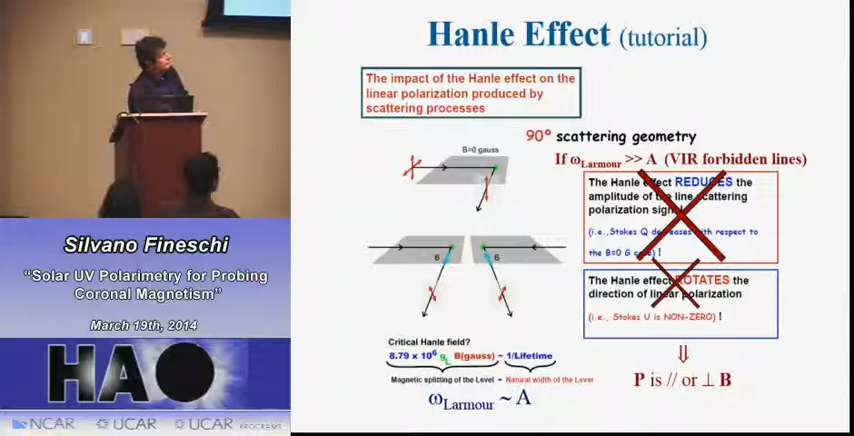 Hanle Effect (tutorial)
The impact of the Hanle effect on the
linear polarization produced by
scattering processes
90° scattering geometry
B=0 gauss
If ωLarmour >> A (VIR forbidden lines)
The Hanle effect REDUCES the
amplitude of the line scattering
polarization signal
(i.e., Stokes Q decreases with respect to
the B=0 G case) !
B
B
The Hanle effect ROTATES the
direction of linear polarization
(i.e., Stokes U is NON-ZERO) !
⇓
P is // or ⊥ B
Critical Hanle field?
8.79 x 10⁶ gL B(gauss) ~ 1/Lifetime
Magnetic splitting of the Level = Natural width of the Level
ωLarmour ~ A
Silvano Fineschi
“Solar UV Polarimetry for Probing
Coronal Magnetism”
March 19th, 2014
HAO
NCAR UCAR UCAR PROGRAMS